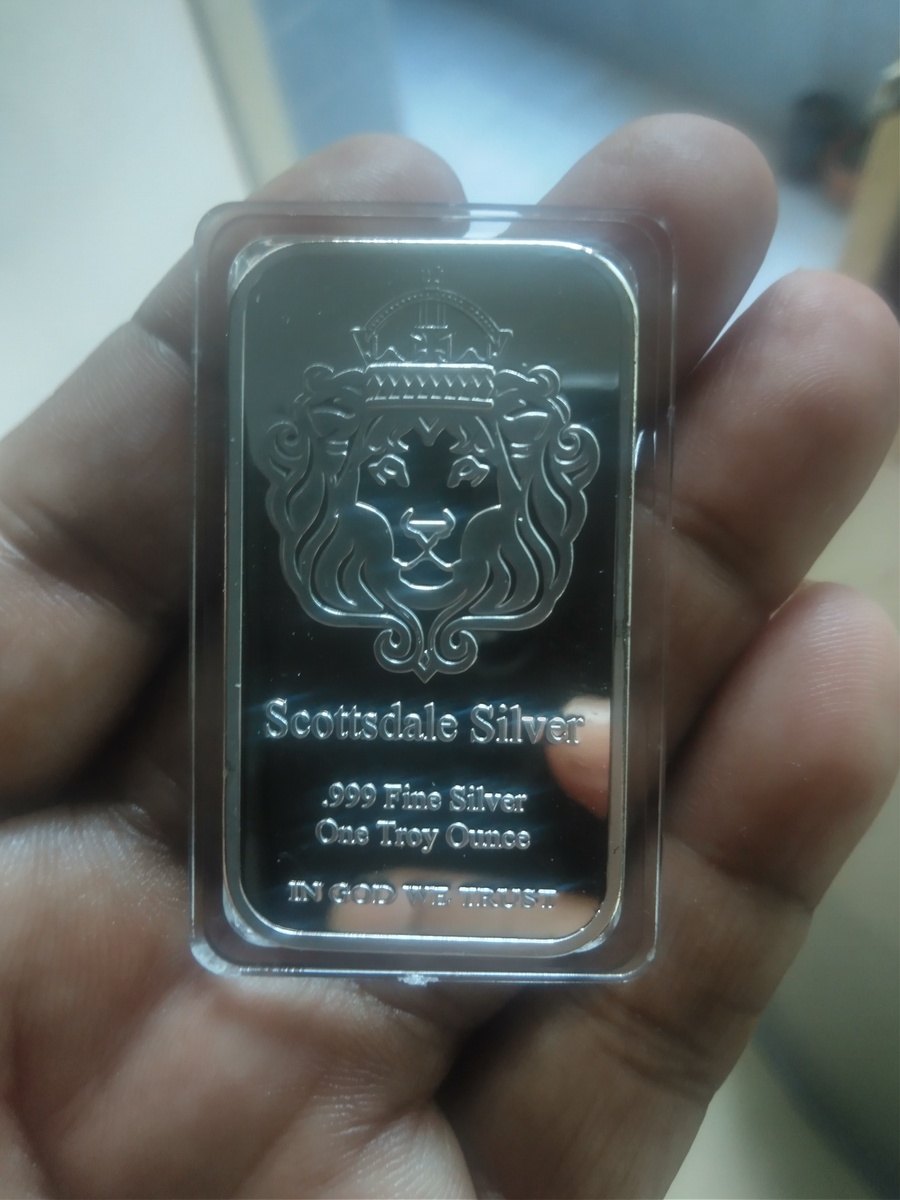 Scottsdale Silver
.999 Fine Silver
One Troy Ounce
IN GOD WE TRUST